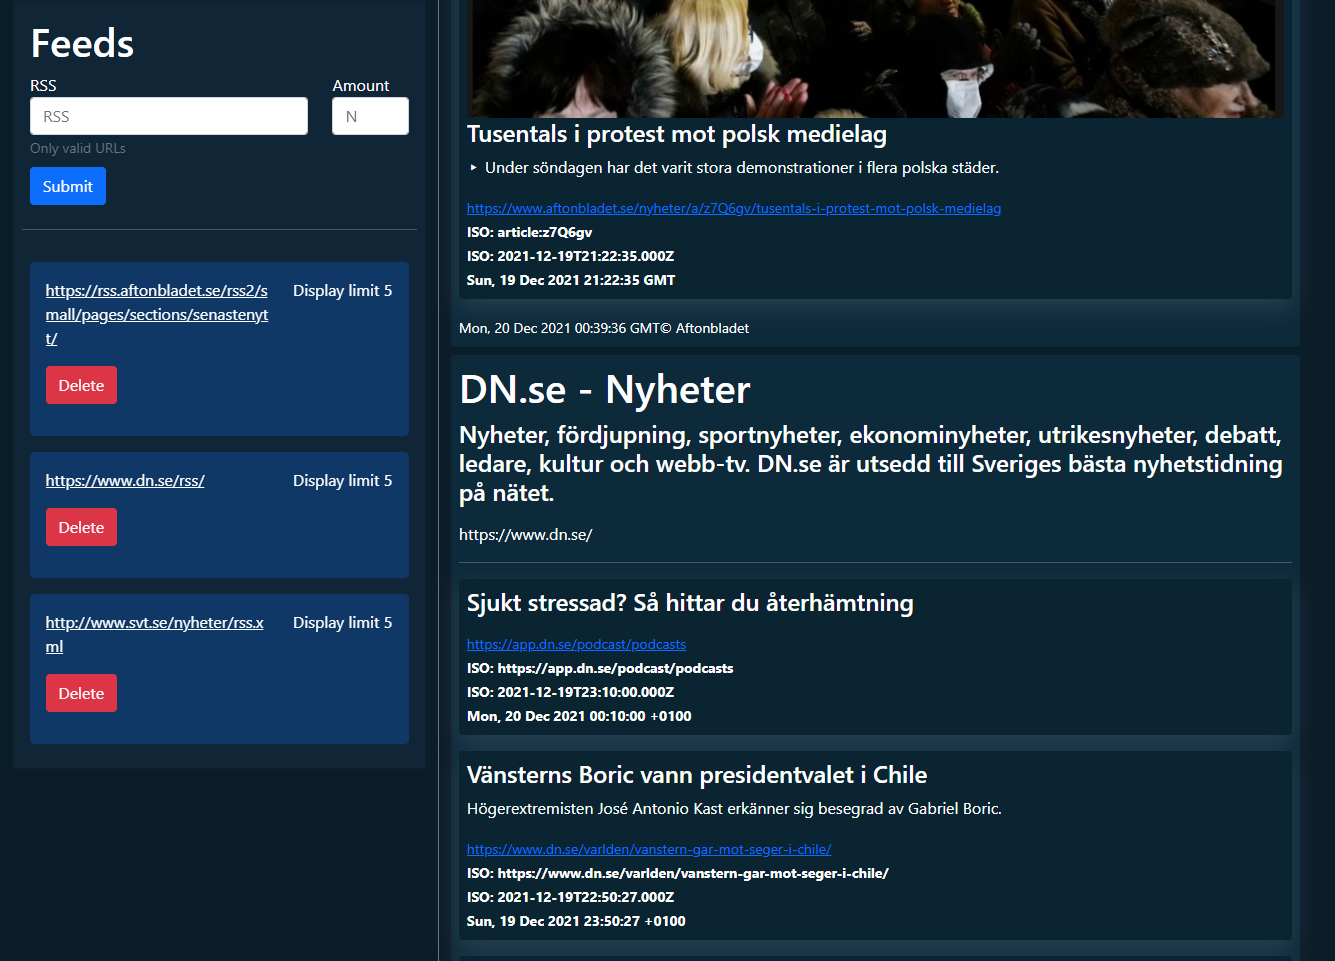 Feeds
RSS
Amount
RSS
N
Only valid URLs
Submit
https://rss.aftonbladet.se/rss2/s
mall/pages/sections/senastenyt
t/
Display limit 5
Delete
https://www.dn.se/rss/
Display limit 5
Delete
http://www.svt.se/nyheter/rss.x
ml
Display limit 5
Delete
Tusentals i protest mot polsk medielag
‣ Under söndagen har det varit stora demonstrationer i flera polska städer.
https://www.aftonbladet.se/nyheter/a/z7Q6gv/tusentals-i-protest-mot-polsk-medielag
ISO: article:z7Q6gv
ISO: 2021-12-19T21:22:35.000Z
Sun, 19 Dec 2021 21:22:35 GMT
Mon, 20 Dec 2021 00:39:36 GMT© Aftonbladet
DN.se - Nyheter
Nyheter, fördjupning, sportnyheter, ekonominyheter, utrikesnyheter, debatt,
ledare, kultur och webb-tv. DN.se är utsedd till Sveriges bästa nyhetstidning
på nätet.
https://www.dn.se/
Sjukt stressad? Så hittar du återhämtning
https://app.dn.se/podcast/podcasts
ISO: https://app.dn.se/podcast/podcasts
ISO: 2021-12-19T23:10:00.000Z
Mon, 20 Dec 2021 00:10:00 +0100
Vänsterns Boric vann presidentvalet i Chile
Högerextremisten José Antonio Kast erkänner sig besegrad av Gabriel Boric.
https://www.dn.se/varlden/vanstern-gar-mot-seger-i-chile/
ISO: https://www.dn.se/varlden/vanstern-gar-mot-seger-i-chile/
ISO: 2021-12-19T22:50:27.000Z
Sun, 19 Dec 2021 23:50:27 +0100